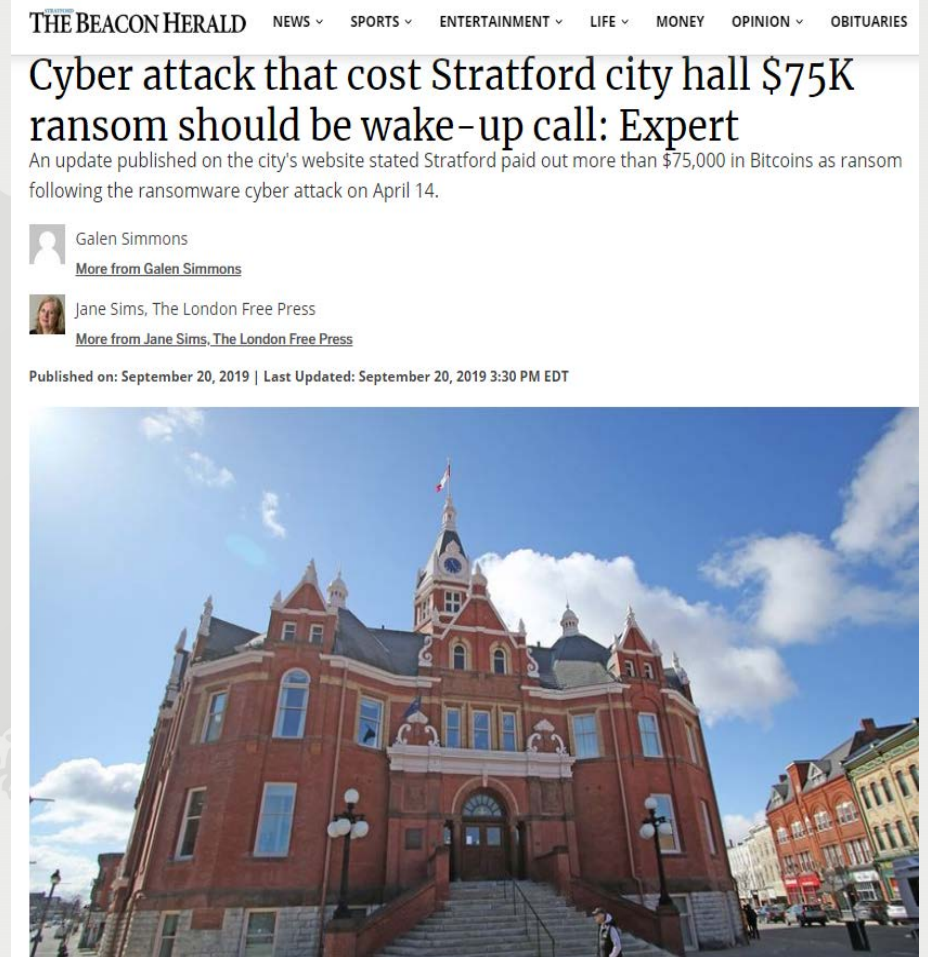 STRATFORD
THE BEACON HERALD NEWS SPORTS ENTERTAINMENT LIFE MONEY OPINION OBITUARIES
Cyber attack that cost Stratford city hall $75K
ransom should be wake-up call: Expert
An update published on the city's website stated Stratford paid out more than $75,000 in Bitcoins as ransom
following the ransomware cyber attack on April 14.
Galen Simmons
More from Galen Simmons
Jane Sims, The London Free Press
More from Jane Sims, The London Free Press
Published on: September 20, 2019 | Last Updated: September 20, 2019 3:30 PM EDT